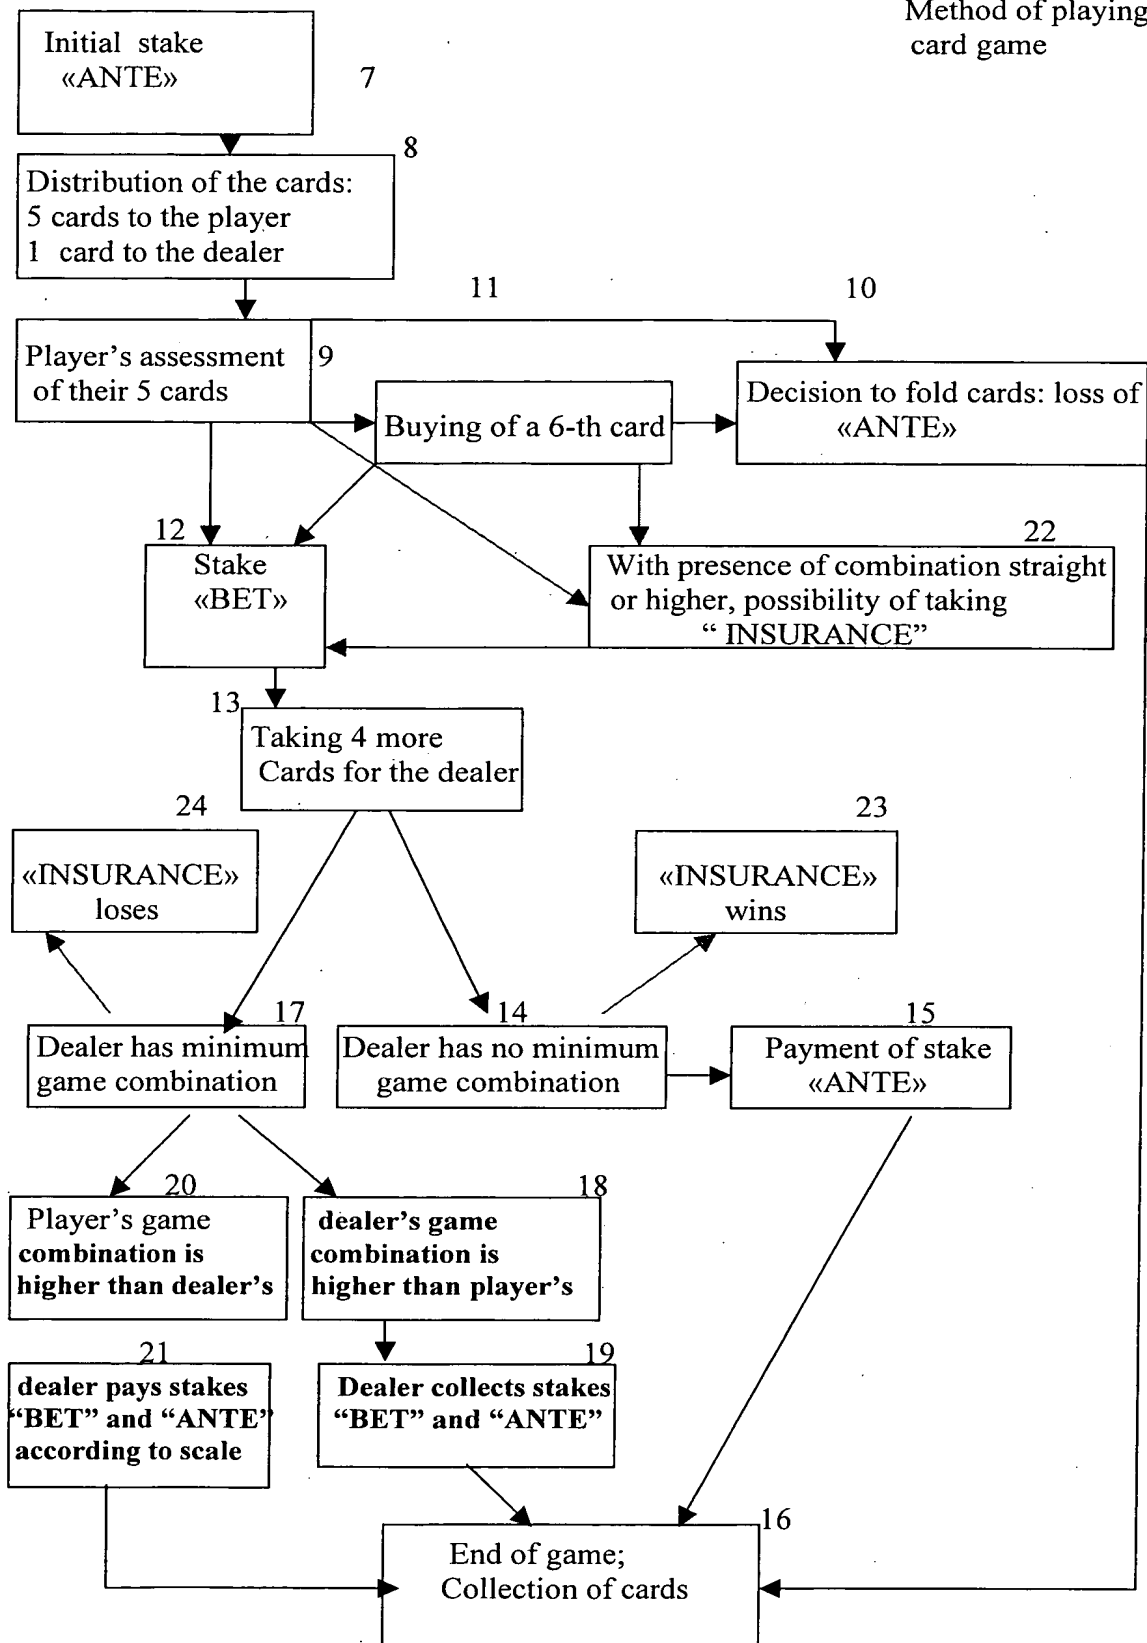 Method of playing
card game
Initial stake
«ANTE»
7
8
Distribution of the cards:
5 cards to the player
1 card to the dealer
11
10
Player’s assessment
of their 5 cards
9
Buying of a 6-th card
Decision to fold cards: loss of
«ANTE»
12
Stake
«BET»
22
With presence of combination straight
or higher, possibility of taking
“ INSURANCE”
13
Taking 4 more
Cards for the dealer
24
«INSURANCE»
loses
23
«INSURANCE»
wins
17
Dealer has minimum
game combination
14
Dealer has no minimum
game combination
15
Payment of stake
«ANTE»
20
Player’s game
combination is
higher than dealer’s
18
dealer’s game
combination is
higher than player’s
21
dealer pays stakes
“BET” and “ANTE”
according to scale
19
Dealer collects stakes
“BET” and “ANTE”
16
End of game;
Collection of cards